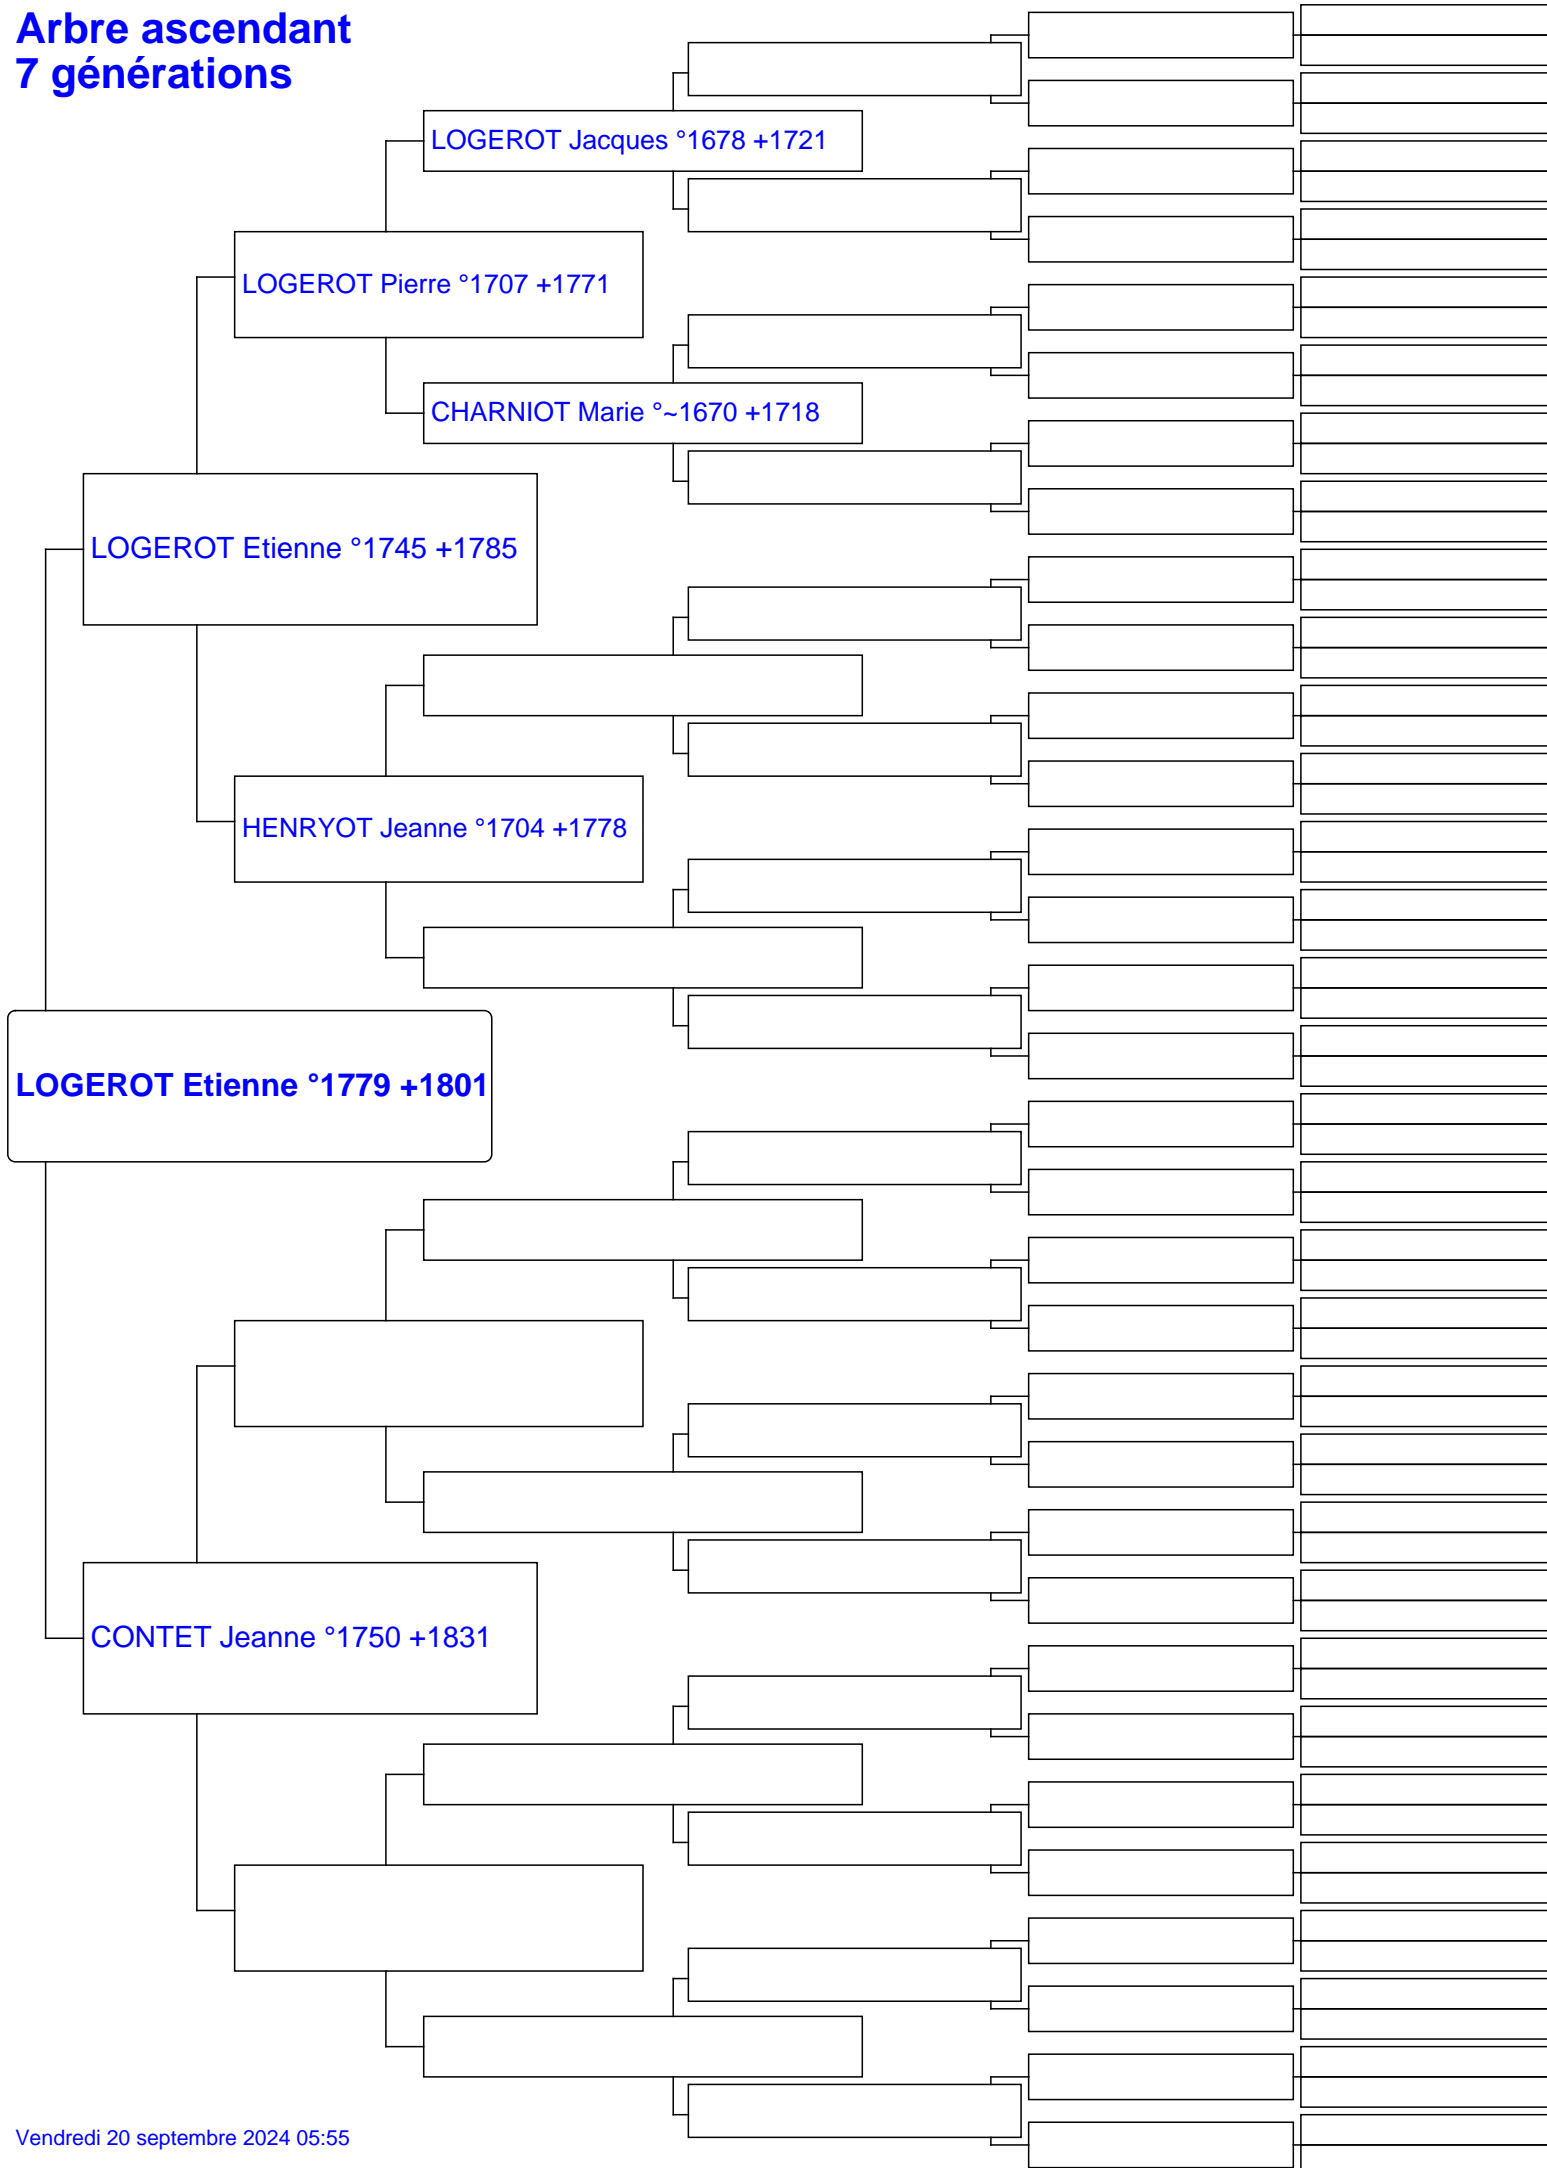 Arbre ascendant
7 générations
LOGEROT Jacques °1678 +1721
LOGEROT Pierre °1707 +1771
CHARNIOT Marie °~1670 +1718
LOGEROT Etienne °1745 +1785
HENRYOT Jeanne °1704 +1778
LOGEROT Etienne °1779 +1801
CONTET Jeanne °1750 +1831
Vendredi 20 septembre 2024 05:55